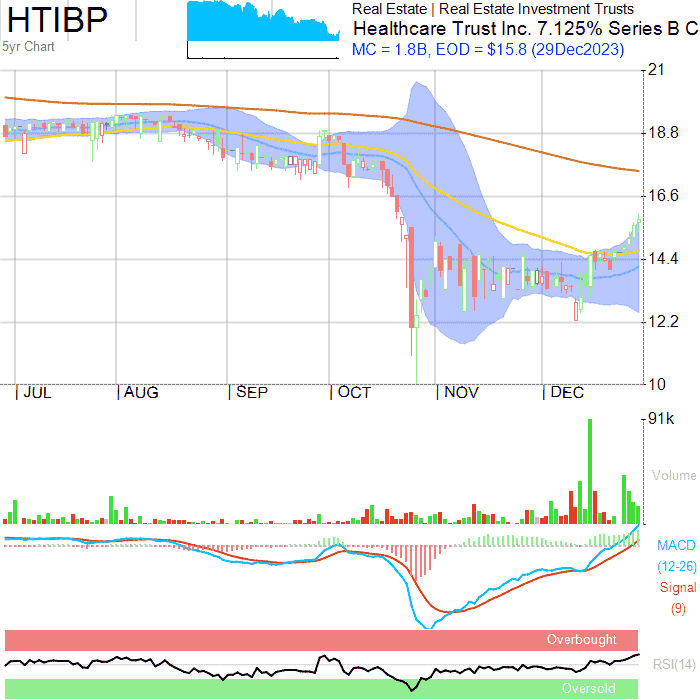 HTIBP
5yr Chart
Real Estate | Real Estate Investment Trusts
Healthcare Trust Inc. 7.125% Series B C
MC = 1.8B, EOD = $15.8 (29Dec2023)
21
18.8
16.6
14.4
12.2
10
JUL AUG SEP OCT NOV DEC
91k
Volume
MACD
(12-26)
Signal
(9)
Overbought
RSI(14)
Oversold